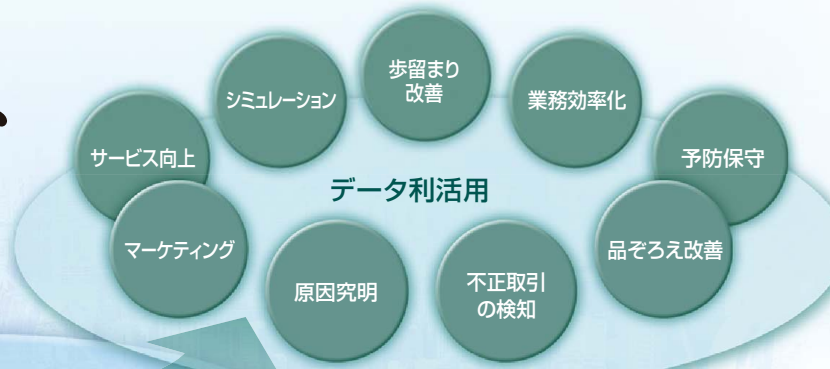 歩留まり
改善
シミュレーション
業務効率化
サービス向上
予防保守
データ利活用
マーケティング
品ぞろえ改善
原因究明
不正取引
の検知